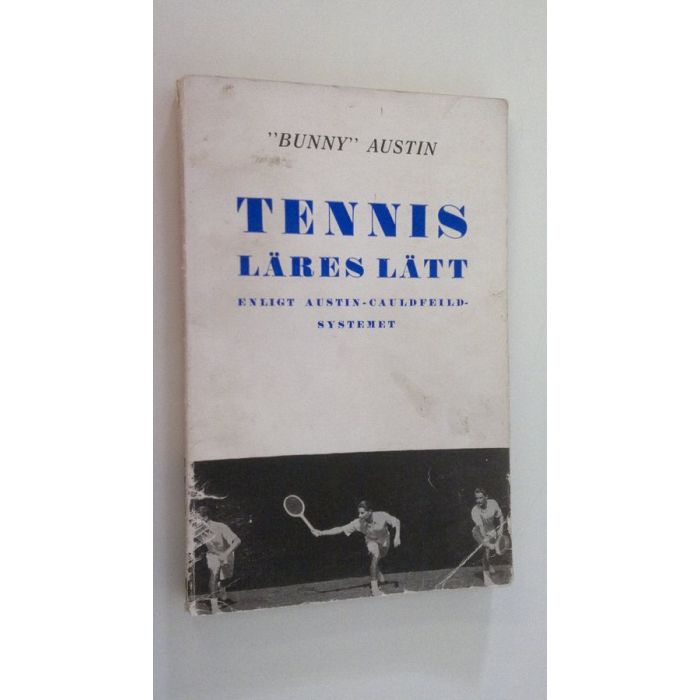 "BUNNY" AUSTIN
TENNIS
LÄRES LÄTT
ENLIGT AUSTIN-CAULDFEILD-
SYSTEMET